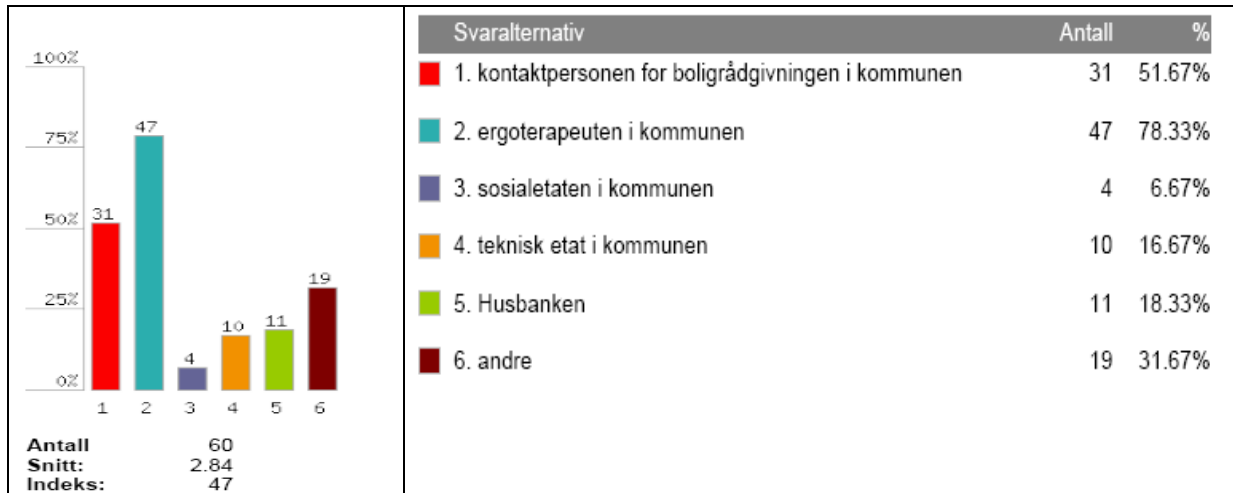 100%
75%
50%
25%
0%
31
47
4
10
11
19
1 2 3 4 5 6
Antall 60
Snitt: 2.84
Indeks: 47
Svaralternativ Antall %
1. kontaktpersonen for boligrådgivningen i kommunen 31 51.67%
2. ergoterapeuten i kommunen 47 78.33%
3. sosialetaten i kommunen 4 6.67%
4. teknisk etat i kommunen 10 16.67%
5. Husbanken 11 18.33%
6. andre 19 31.67%